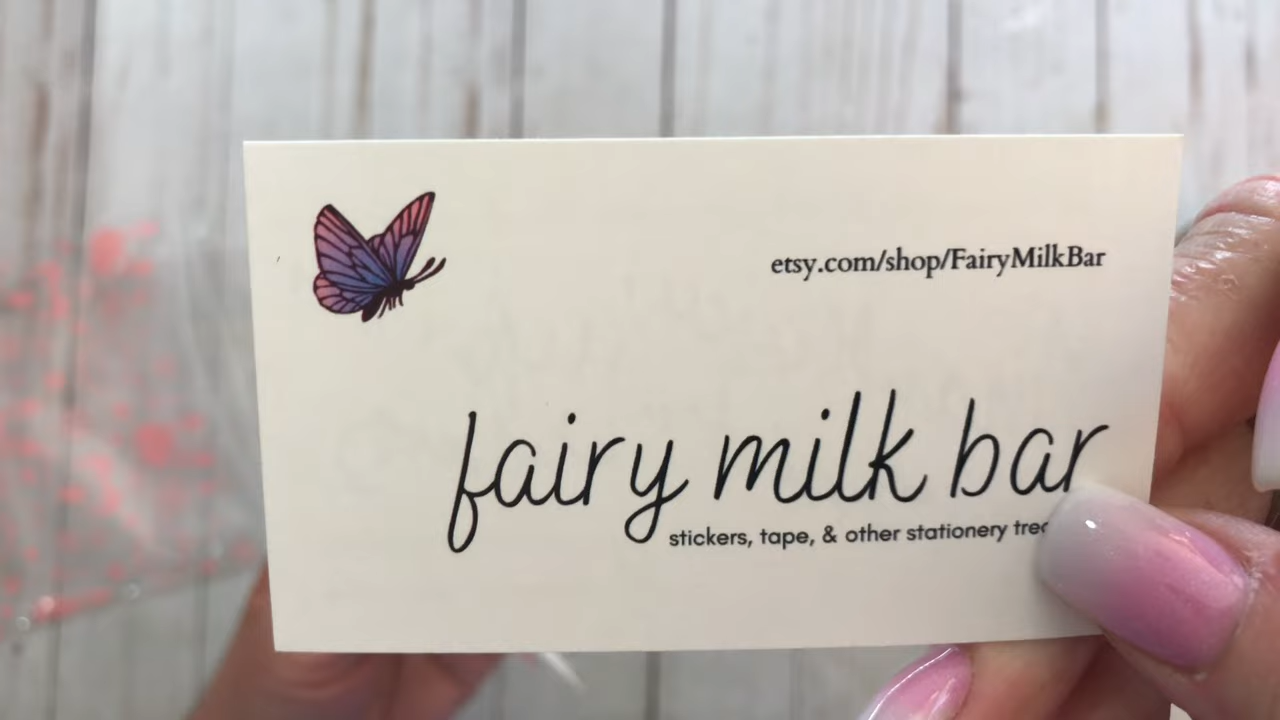 etsy.com/shop/FairyMilkBar
fairy milk bar
stickers, tape, & other stationery